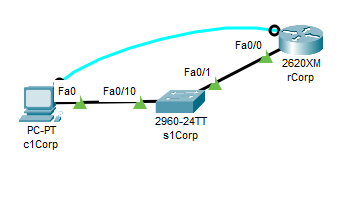 Fa0/0
2620XM
rCorp
Fa0/1
Fa0
Fa0/10
2960-24TT
s1Corp
PC-PT
c1Corp